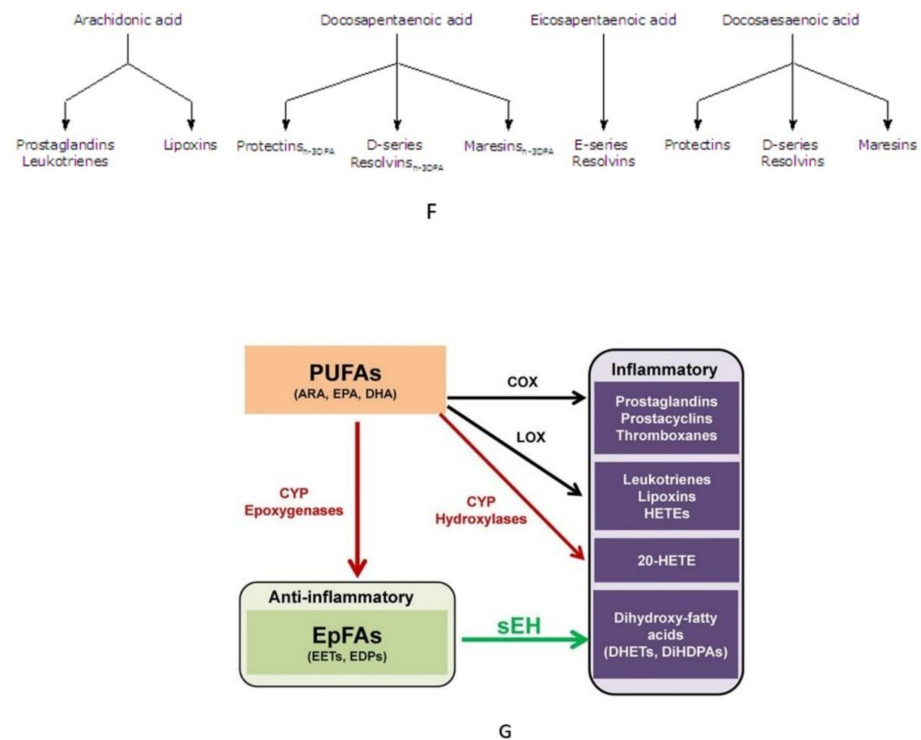 Arachidonic acid
Docosapentaenoic acid
Eicosapentaenoic acid
Docosaesaenoic acid
Prostaglandins
Leukotrienes
Lipoxins
Protectinsn-3DPA
D-series
Resolvinsn-3DPA
Maresinsn-3DPA
E-series
Resolvins
Protectins
D-series
Resolvins
Maresins
F
PUFAs
(ARA, EPA, DHA)
COX
LOX
CYP
Epoxygenases
CYP
Hydroxylases
Inflammatory
Prostaglandins
Prostacyclins
Thromboxanes
Leukotrienes
Lipoxins
HETEs
20-HETE
Dihydroxy-fatty
acids
(DHETs, DiHDPAs)
Anti-inflammatory
EpFAs
(EETs, EDPs)
sEH
G